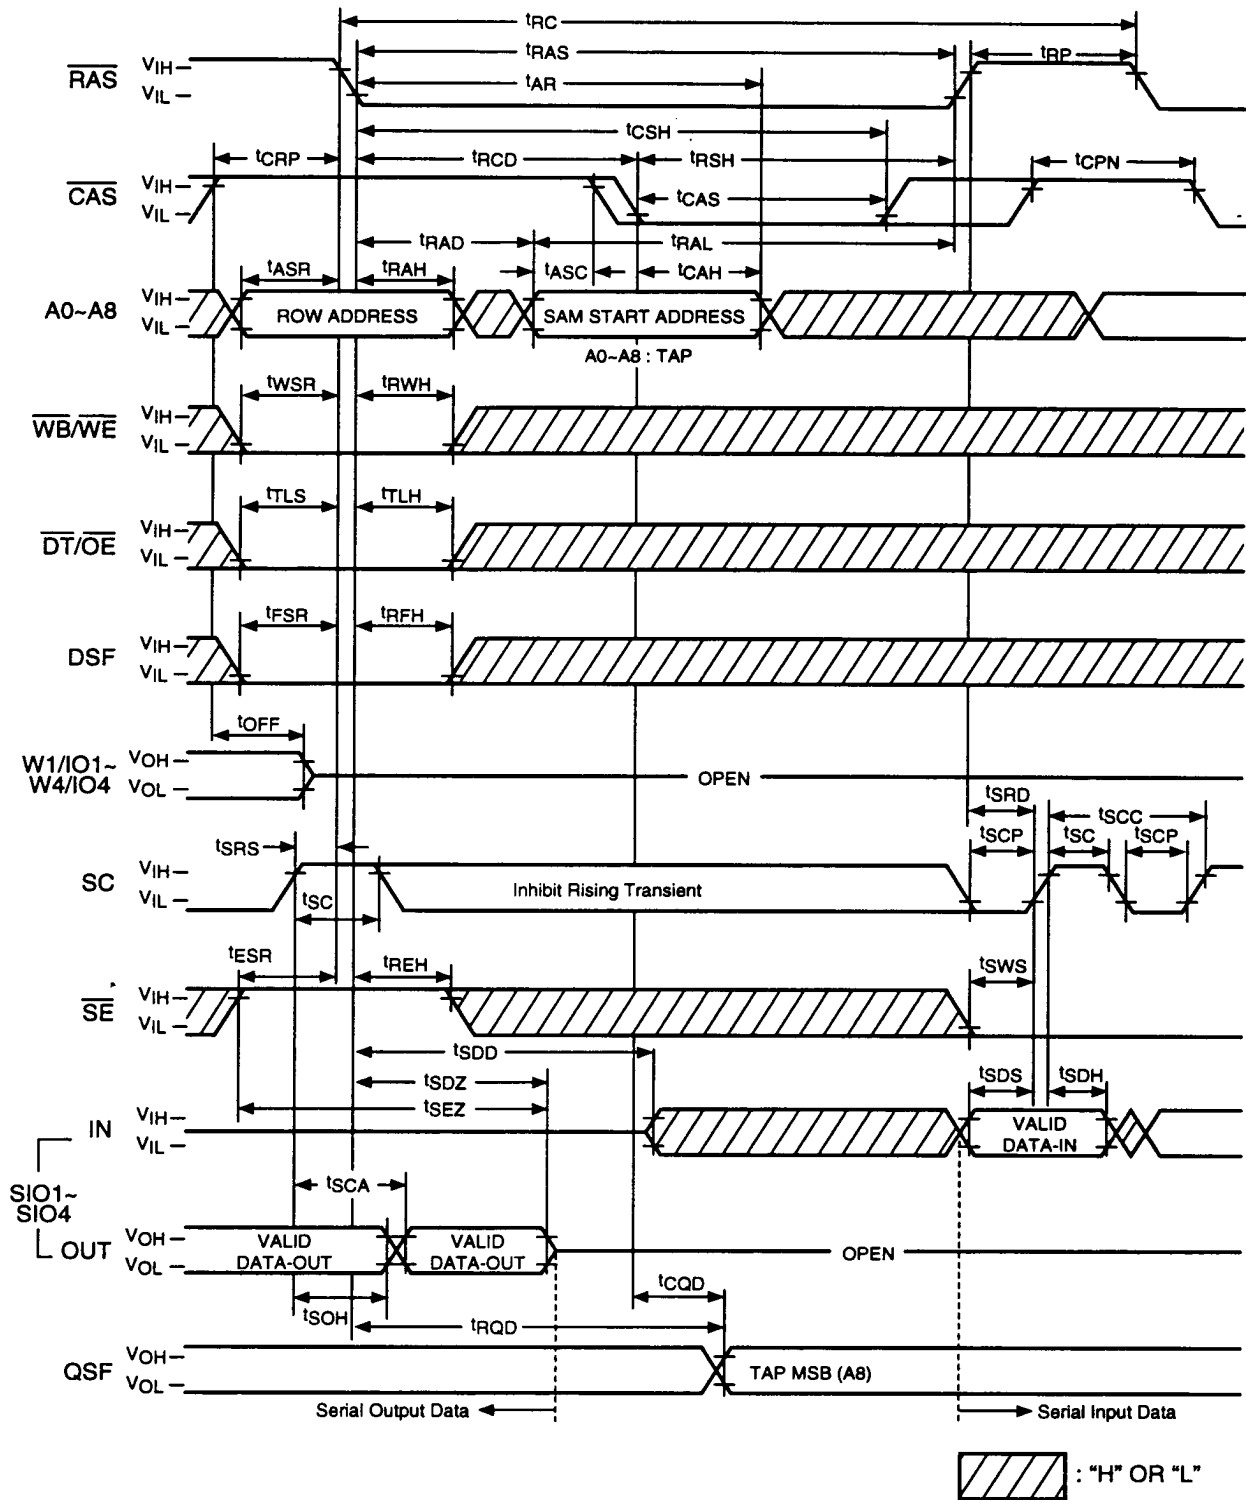 tRC
tRAS
tRP
RAS
VIH
VIL
tAR
tCSH
tCRP
tRCD
tRSH
tCPN
CAS
VIH
VIL
tCAS
tRAD
tRAL
tASR
tRAH
tASC
tCAH
A0~A8
VIH
VIL
ROW ADDRESS
SAM START ADDRESS
A0~A8 : TAP
tWSR
tRWH
WB/WE
VIH
VIL
tTLS
tTLH
DT/OE
VIH
VIL
tFSR
tRFH
DSF
VIH
VIL
tOFF
W1/IO1~
W4/IO4
VOH
VOL
OPEN
tSRD
tSCC
tSRS
tSCP
tSC
tSCP
SC
VIH
VIL
tSC
Inhibit Rising Transient
tESR
tREH
tSWS
SE
VIH
VIL
tSDD
tSDZ
tSEZ
tSDS
tSDH
IN
VIH
VIL
VALID
DATA-IN
SIO1~
SIO4
tSCA
OUT
VOH
VOL
VALID
DATA-OUT
VALID
DATA-OUT
OPEN
tSOH
tCQD
tRQD
QSF
VOH
VOL
TAP MSB (A8)
Serial Output Data
Serial Input Data
: "H" OR "L"